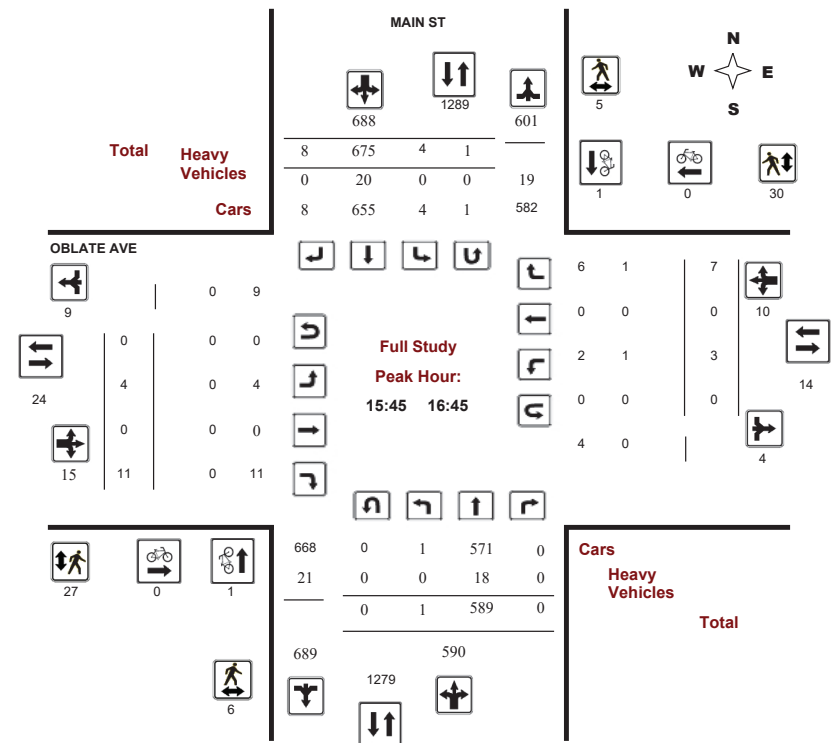 MAIN ST
N
W E
S
1289
5
688 601
Total Heavy Vehicles
8 675 4 1
0 20 0 0 19
Cars 8 655 4 1 582
1 0 30
OBLATE AVE
0 9
9
6 1 7
10
0 0 0
0 0 0
24
4 0 4
2 1 3
14
0 0 0
0 0 0
15 11 0 11
4 0
4
Full Study
Peak Hour:
15:45 16:45
668 0 1 571 0
21 0 0 18 0
0 1 589 0
689 590
1279
Cars
Heavy
Vehicles
Total
27 0 1
6